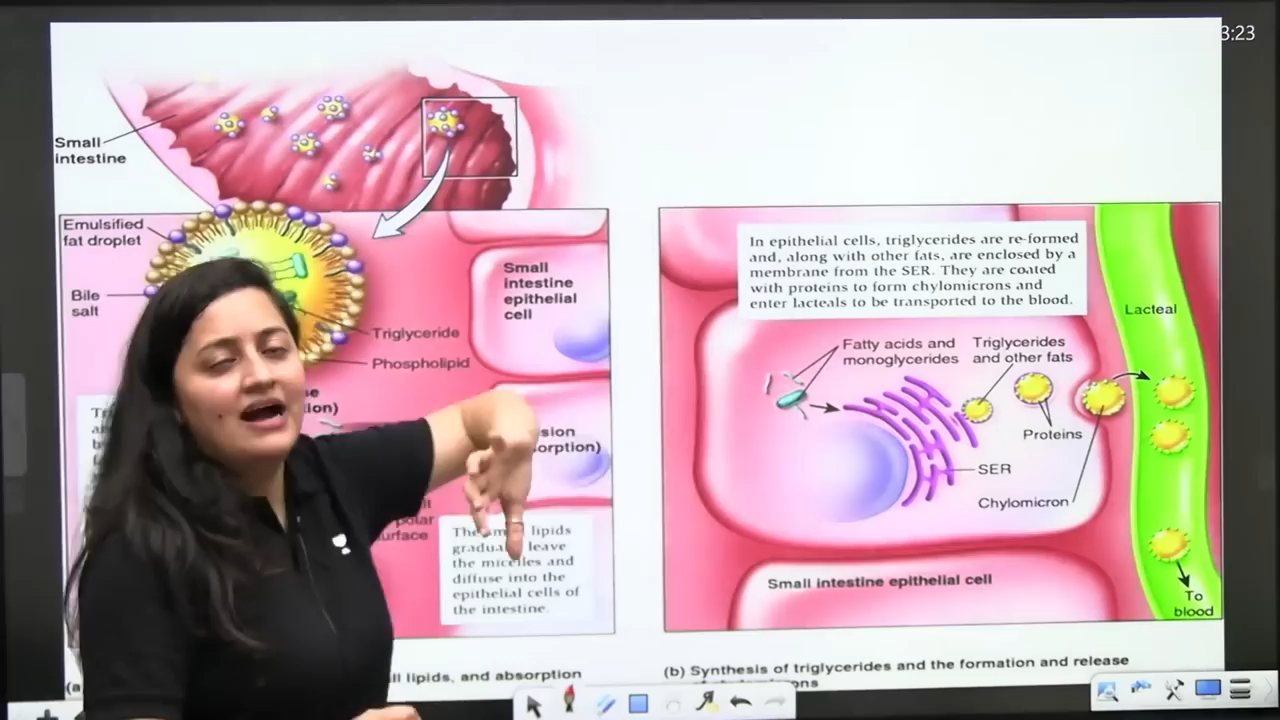 3:23
Small
intestine
Emulsified
fat droplet
Bile
salt
Triglyceride
Phospholipid
Small
intestine
epithelial
cell
lipids
leave
the micelles and
diffuse into the
epithelial cells of
the intestine.
lipids, and absorption
In epithelial cells, triglycerides are re-formed
and, along with other fats, are enclosed by a
membrane from the SER. They are coated
with proteins to form chylomicrons and
enter lacteals to be transported to the blood.
Lacteal
Fatty acids and
monoglycerides
Triglycerides
and other fats
Proteins
SER
Chylomicron
Small intestine epithelial cell
To
blood
(b) Synthesis of triglycerides and the formation and release